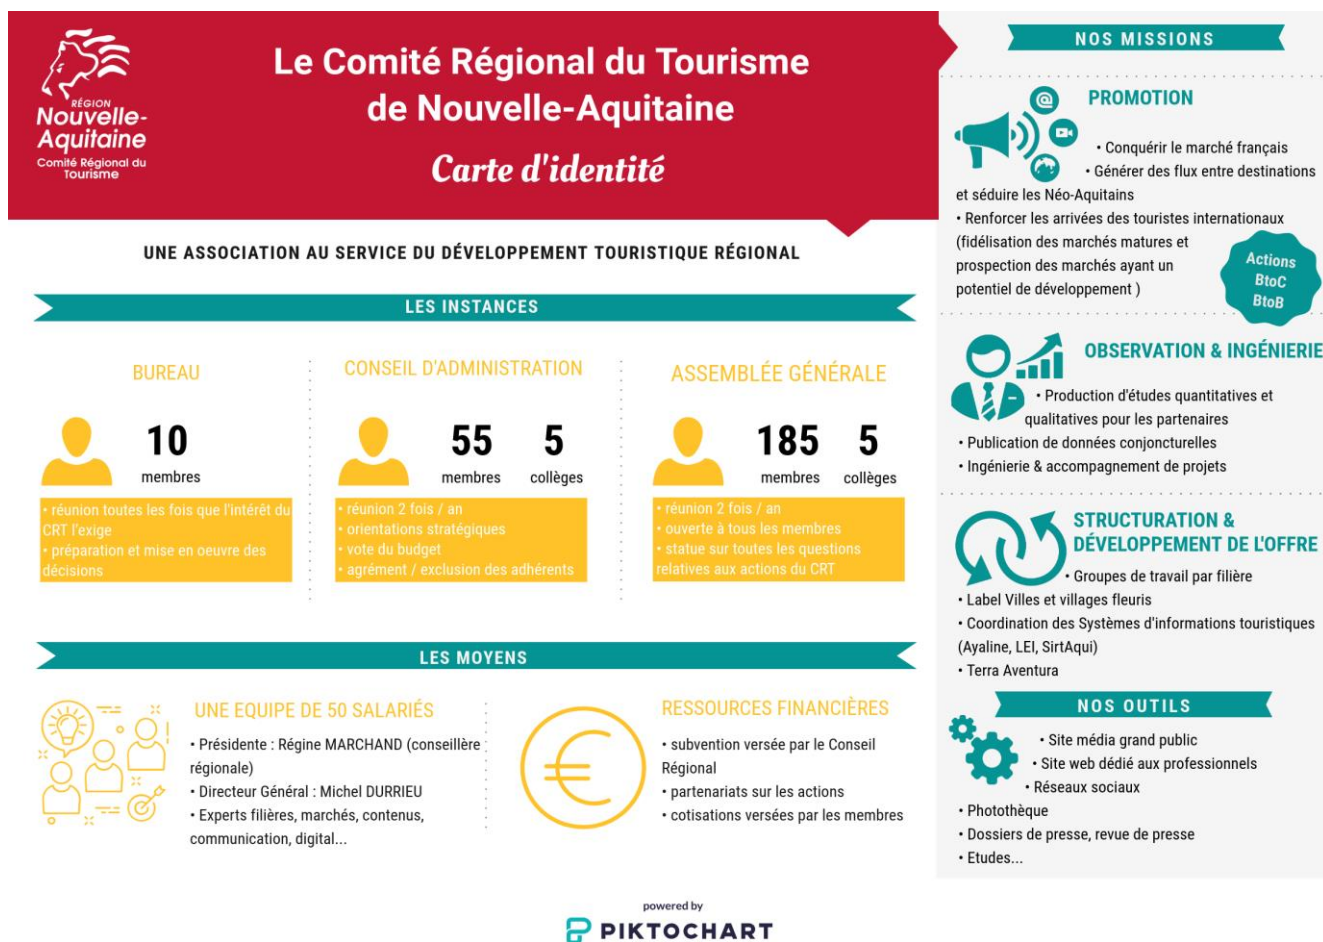 RÉGION
Nouvelle-
Aquitaine
Comité Régional du
Tourisme
Le Comité Régional du Tourisme
de Nouvelle-Aquitaine
Carte d'identité
UNE ASSOCIATION AU SERVICE DU DÉVELOPPEMENT TOURISTIQUE RÉGIONAL
LES INSTANCES
BUREAU
10
membres
• réunion toutes les fois que l'intérêt du
CRT l'exige
• préparation et mise en oeuvre des
décisions
CONSEIL D'ADMINISTRATION
55 5
membres collèges
• réunion 2 fois / an
• orientations stratégiques
• vote du budget
• agrément / exclusion des adhérents
ASSEMBLÉE GÉNÉRALE
185 5
membres collèges
• réunion 2 fois / an
• ouverte à tous les membres
• statue sur toutes les questions
relatives aux actions du CRT
LES MOYENS
UNE EQUIPE DE 50 SALARIÉS
• Présidente : Régine MARCHAND (conseillère
régionale)
• Directeur Général : Michel DURRIEU
• Experts filières, marchés, contenus,
communication, digital...
RESSOURCES FINANCIÈRES
• subvention versée par le Conseil
Régional
• partenariats sur les actions
• cotisations versées par les membres
NOS MISSIONS
PROMOTION
• Conquérir le marché français
• Générer des flux entre destinations
et séduire les Néo-Aquitains
• Renforcer les arrivées des touristes internationaux
(fidélisation des marchés matures et
prospection des marchés ayant un
potentiel de développement )
Actions
BtoC
BtoB
OBSERVATION & INGÉNIERIE
• Production d'études quantitatives et
qualitatives pour les partenaires
• Publication de données conjoncturelles
• Ingénierie & accompagnement de projets
STRUCTURATION &
DÉVELOPPEMENT DE L'OFFRE
• Groupes de travail par filière
• Label Villes et villages fleuris
• Coordination des Systèmes d'informations touristiques
(Ayaline, LEI, SirtAqui)
• Terra Aventura
NOS OUTILS
• Site média grand public
• Site web dédié aux professionnels
• Réseaux sociaux
• Photothèque
• Dossiers de presse, revue de presse
• Etudes...
powered by
PIKTOCHART